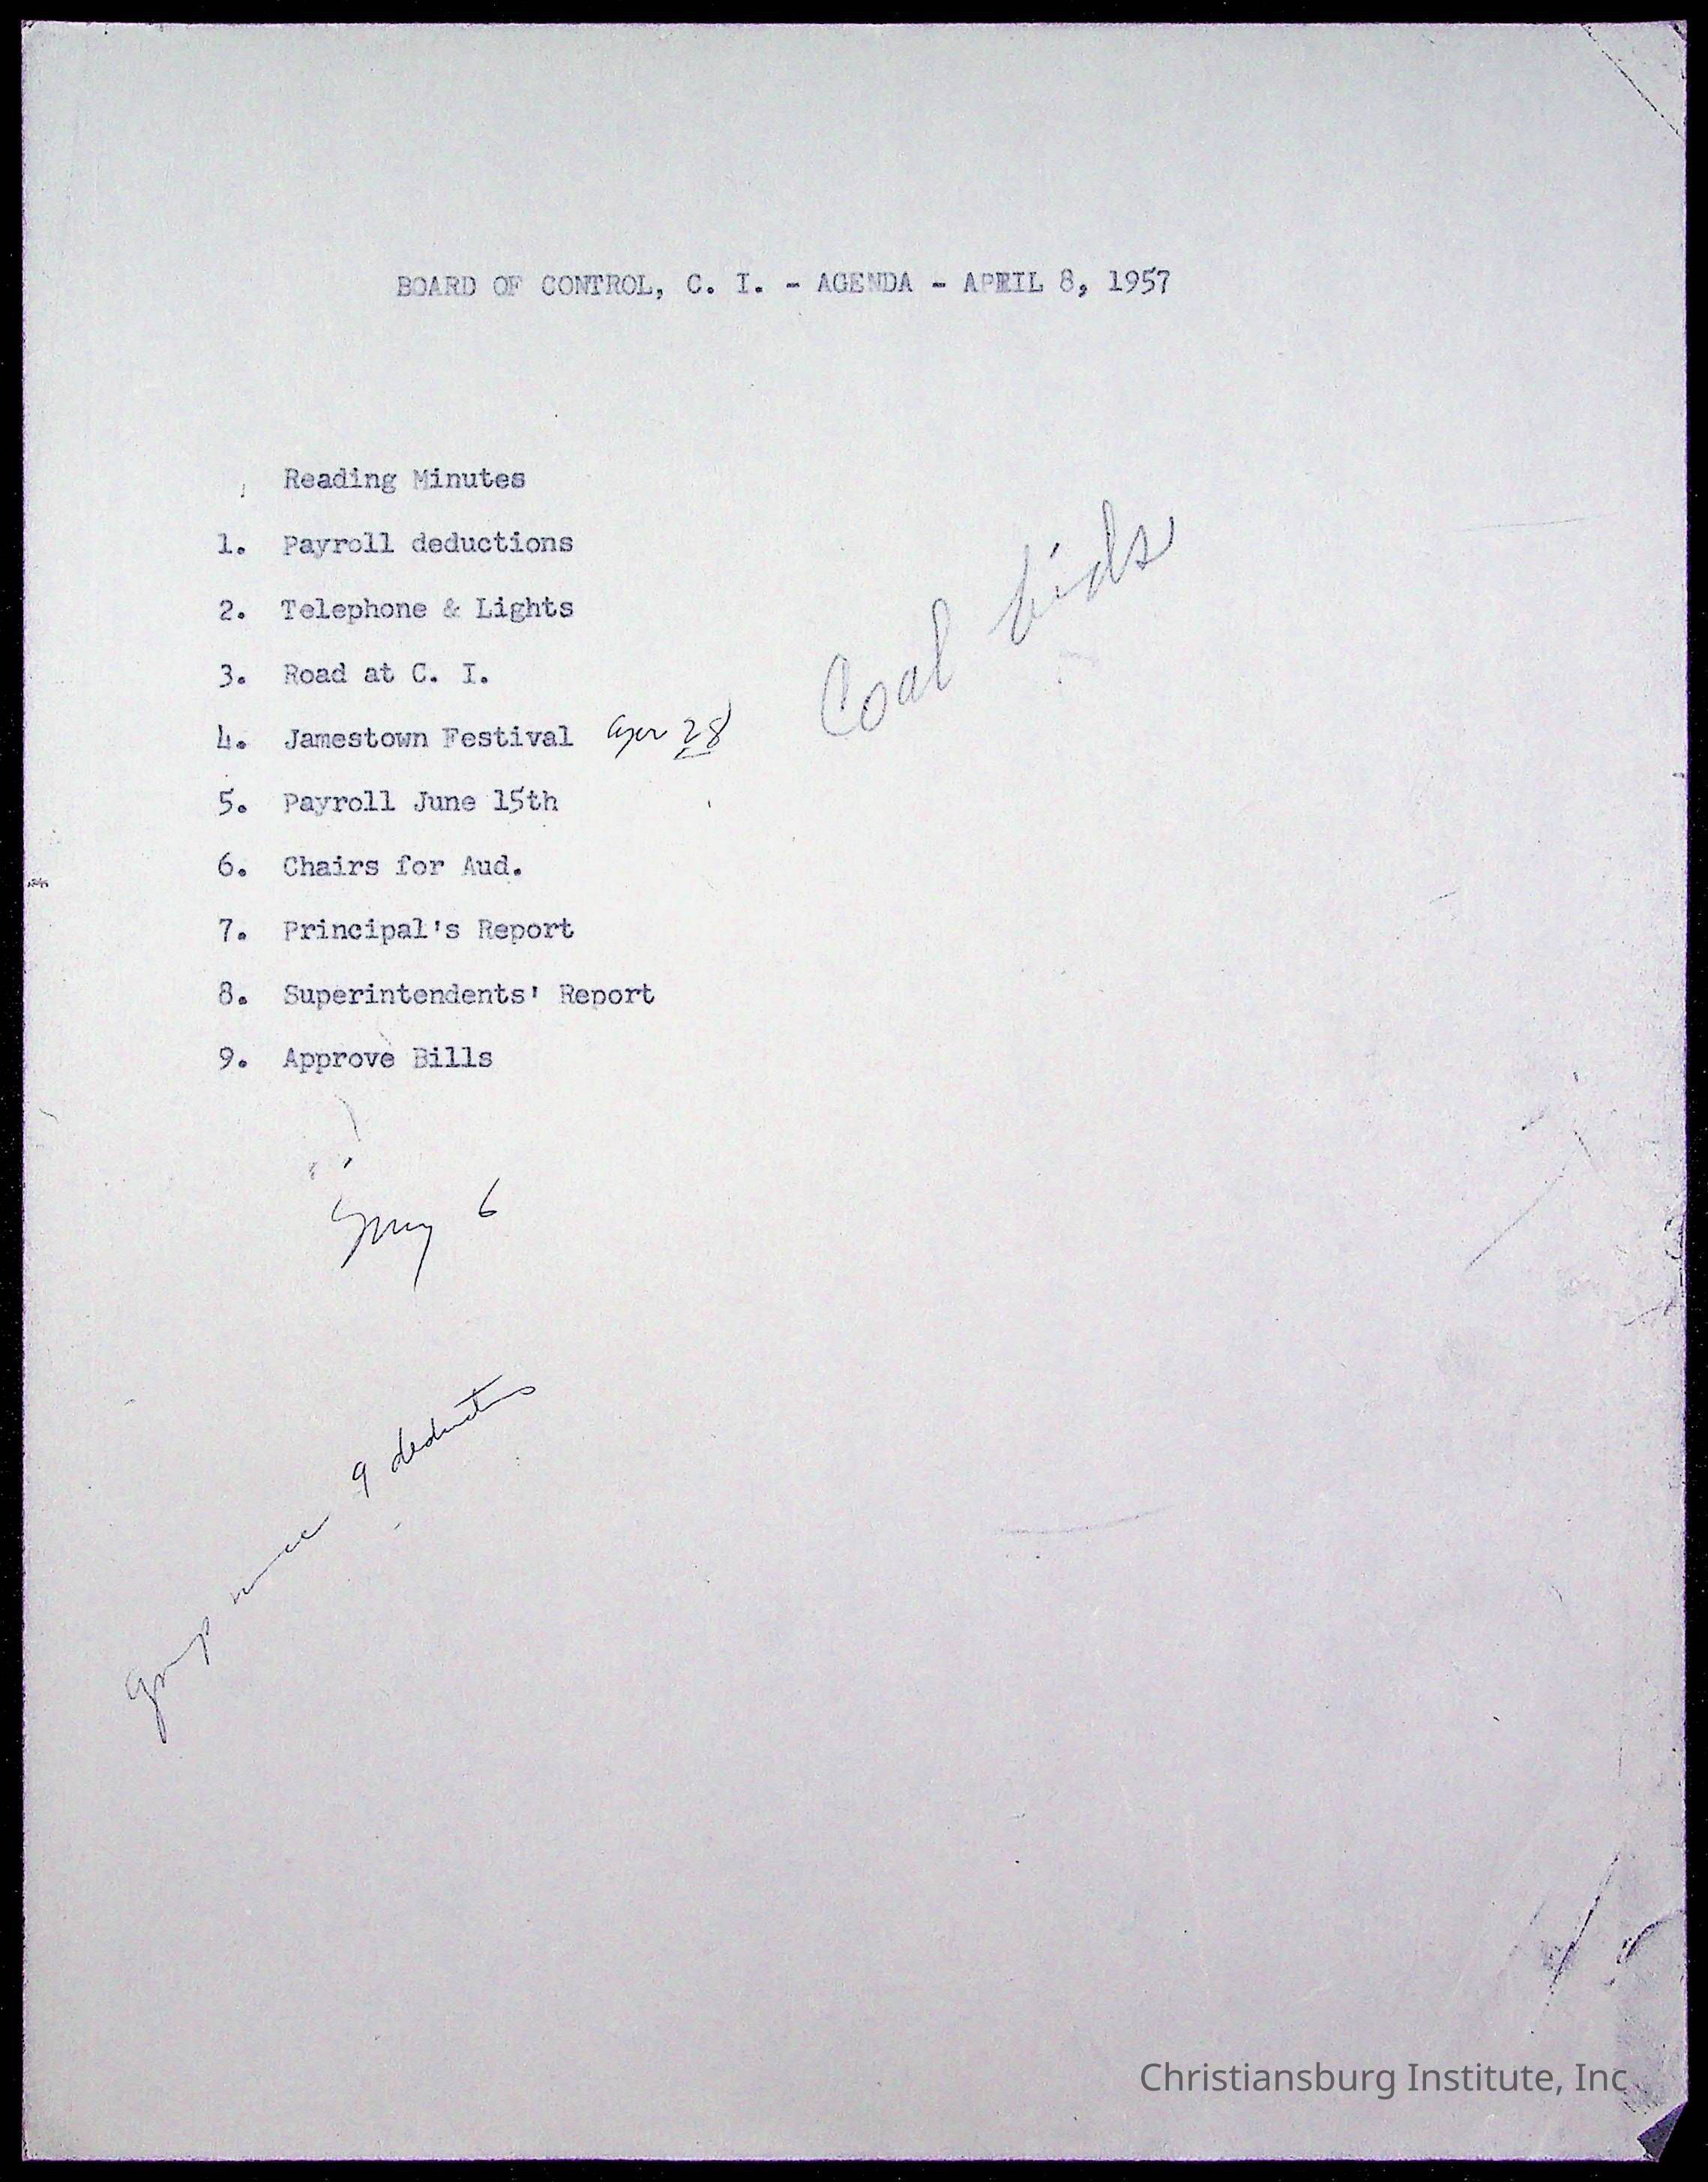 BOARD OF CONTROL, C. I. - AGENDA - APRIL 8, 1957
Reading Minutes
1. Payroll deductions
2. Telephone & Lights
3. Road at C. I.
4. Jamestown Festival Apr 28
5. Payroll June 15th
6. Chairs for Aud.
7. Principal's Report
8. Superintendents' Report
9. Approve Bills
Coal bids
May 6
Group 9 deductions
Christiansburg Institute, Inc